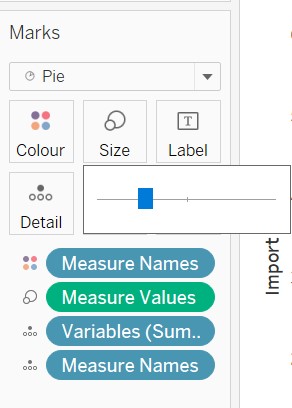 Marks
Pie
Colour
Size
Label
Detail
Measure Names
Measure Values
Variables (Sum..
Measure Names
Import